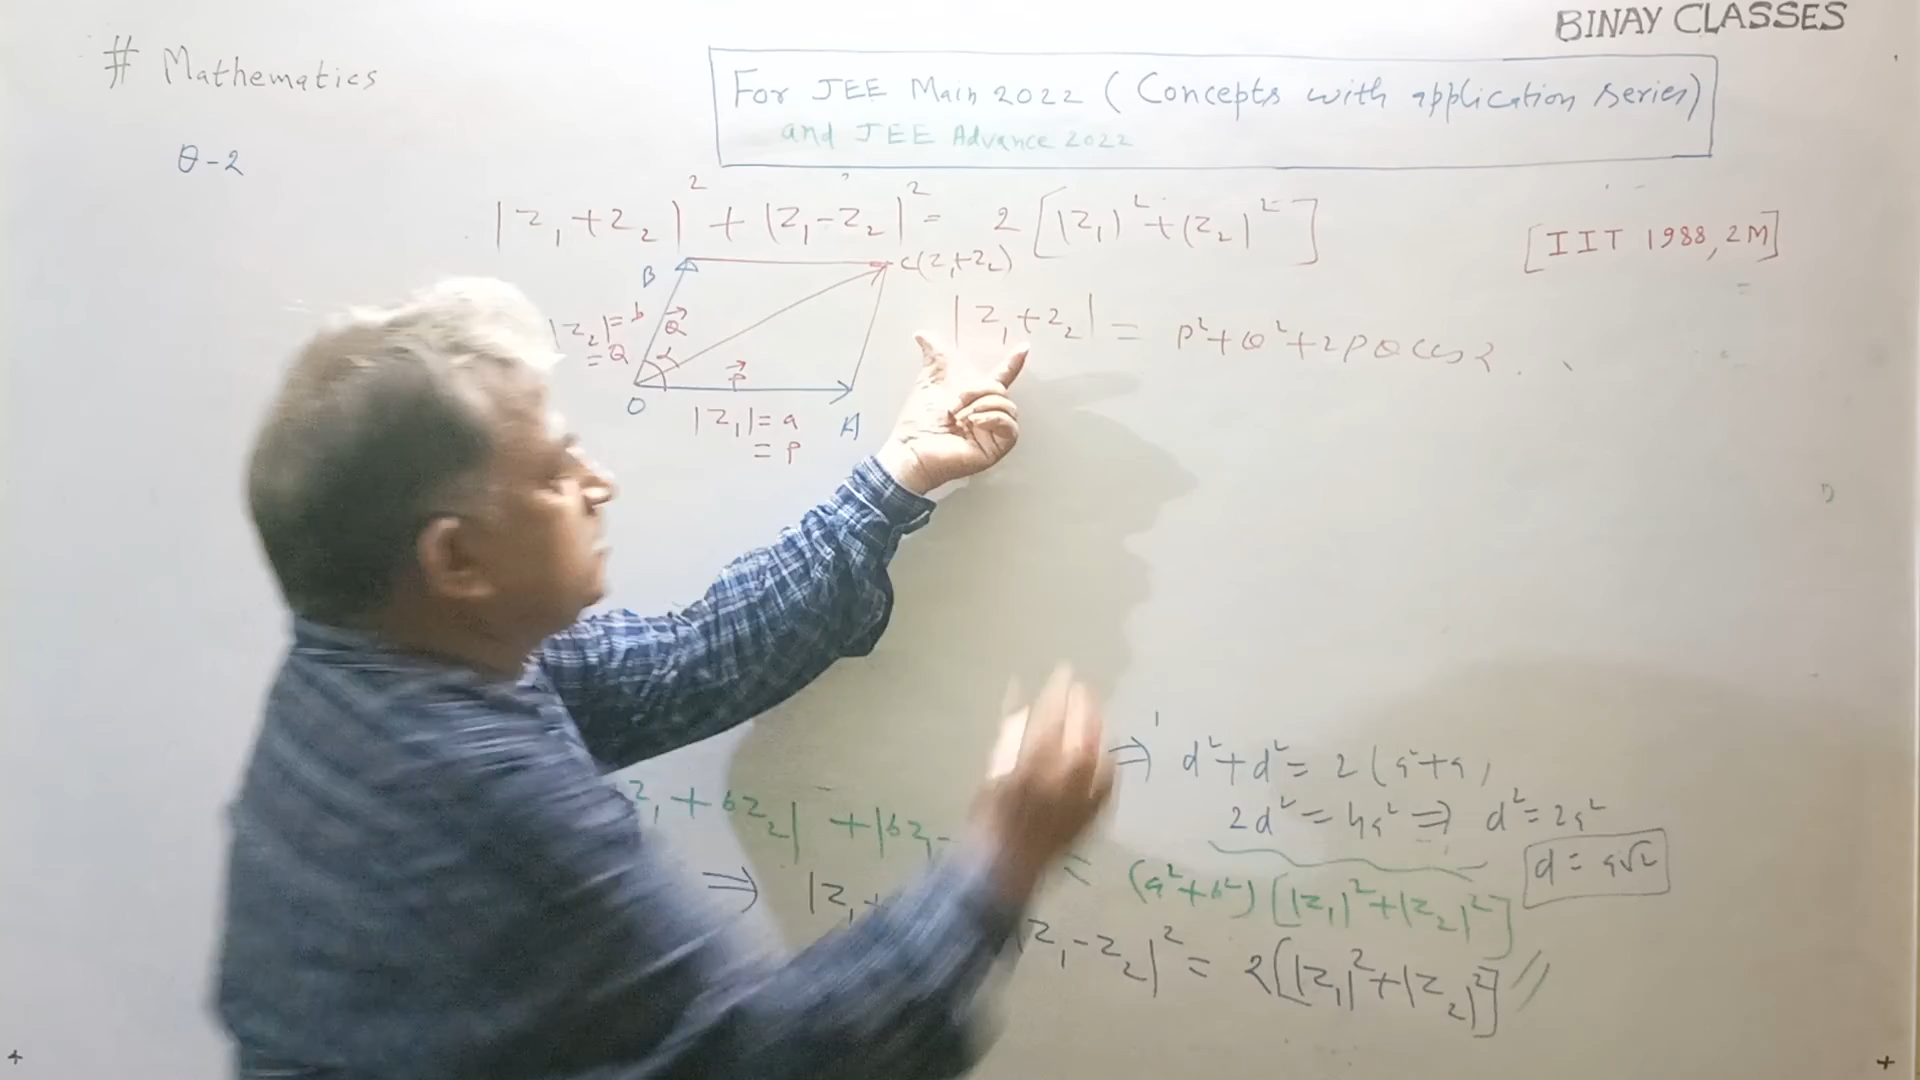 BINAY CLASSES
# Mathematics
For JEE Main 2022 (Concepts with application series)
and JEE Advance 2022
Q-2
|z₁+z₂|² + |z₁-z₂|² = 2[|z₁|²+|z₂|²]
[IIT 1988, 2M]
B
C(z₁+z₂)
|z₂|= b
= Q
Q⃗
α
P⃗
O
A
|z₁|= a
= P
|z₁+z₂| = P²+Q²+2PQ cos α
⇒ d²+d² = 2(a²+a
2d² = 4a² ⇒ d² = 2a²
d = a√2
z₁ + bz₂| + |bz₁- = (a²+b²)[|z₁|²+|z₂|²]
⇒ |z₁+ z₁-z₂|² = 2[|z₁|²+|z₂|²]